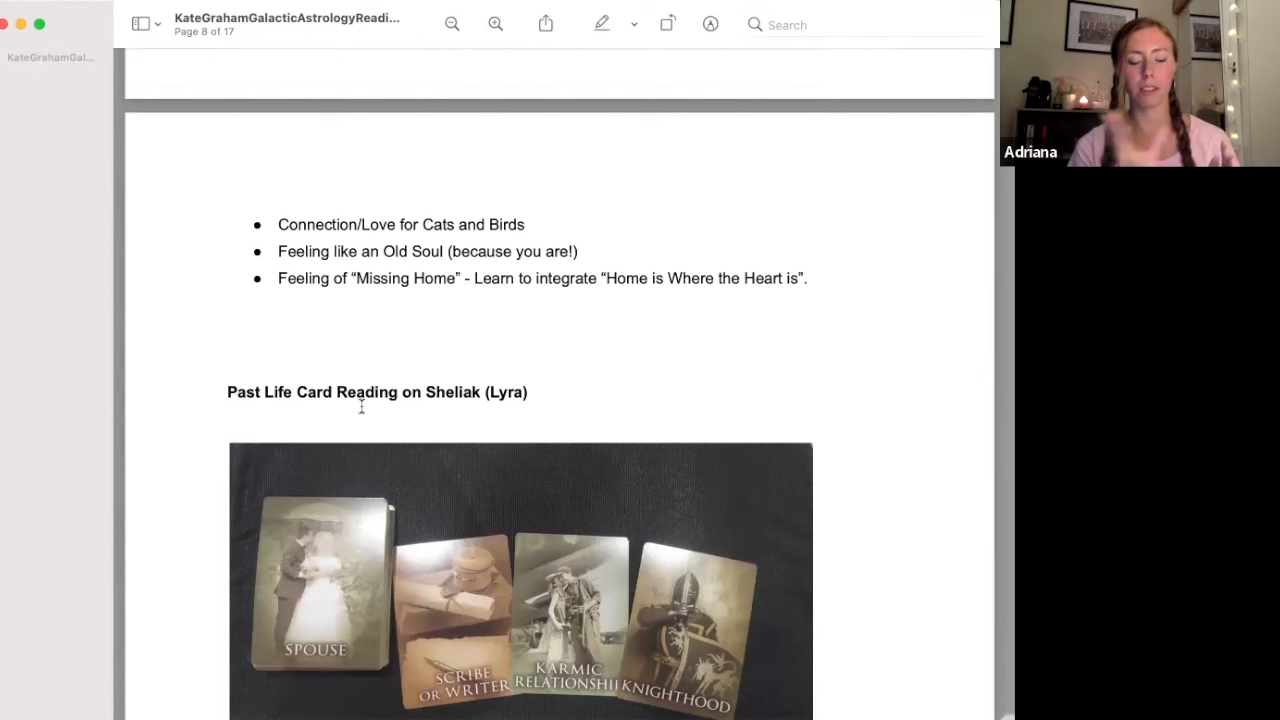 KateGrahamGalacticAstrologyReadi...
Page 8 of 17
Search
KateGrahamGal...
Adriana
● Connection/Love for Cats and Birds
● Feeling like an Old Soul (because you are!)
● Feeling of “Missing Home” - Learn to integrate “Home is Where the Heart is”.
Past Life Card Reading on Sheliak (Lyra)
SPOUSE
SCRIBE
OR WRITER
KARMIC
RELATIONSHIP
KNIGHTHOOD